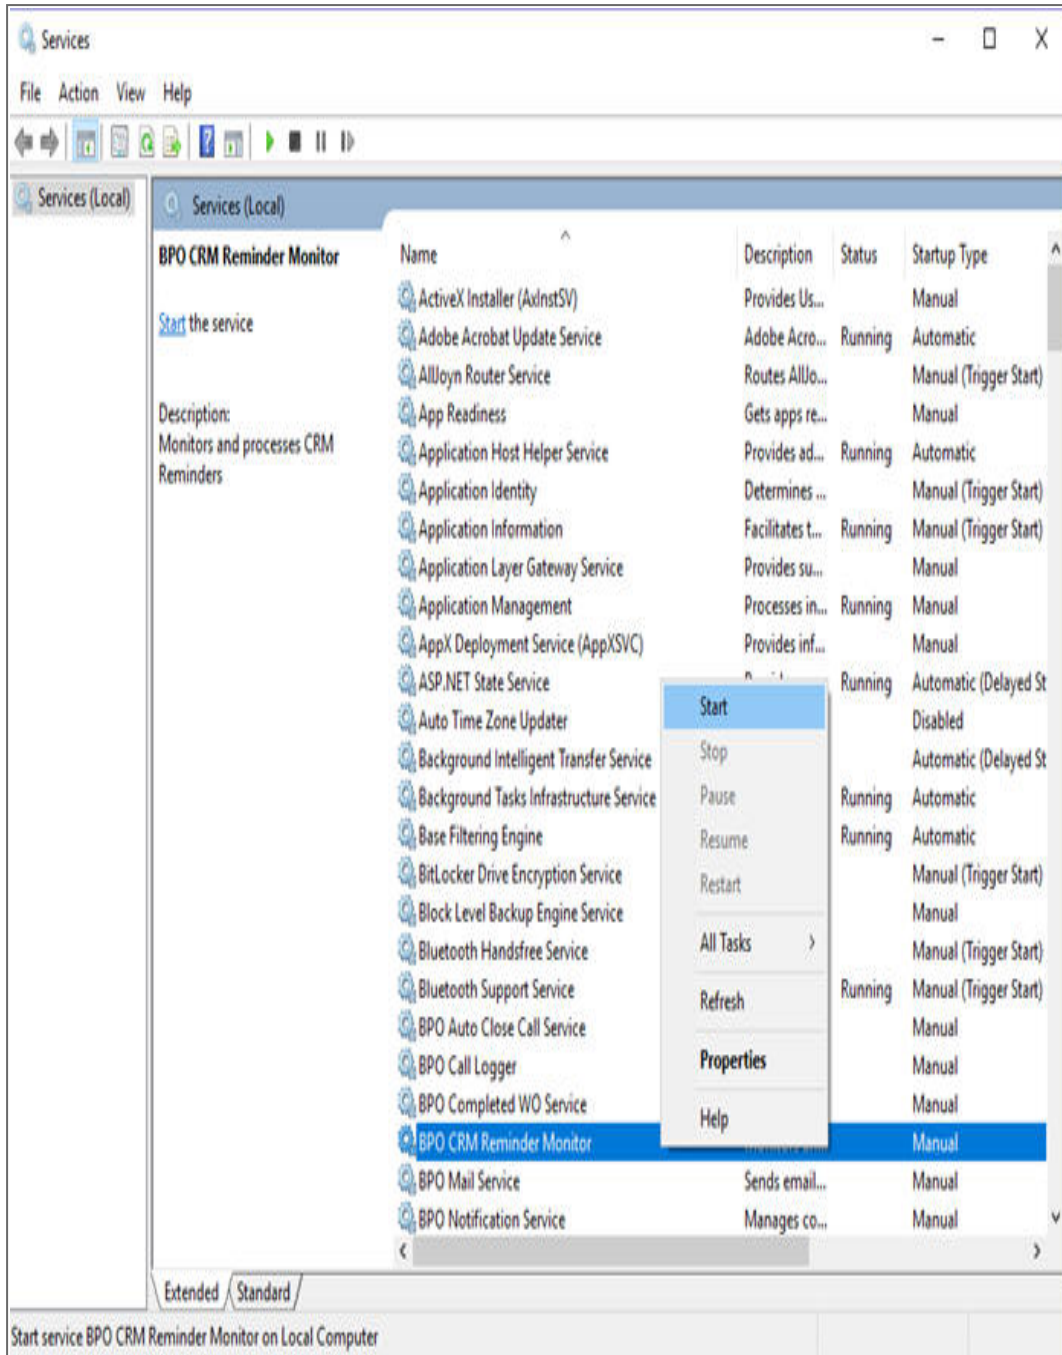 Services
File Action View Help
Services (Local)
Services (Local)
BPO CRM Reminder Monitor
Start the service
Description:
Monitors and processes CRM
Reminders
Name Description Status Startup Type
ActiveX Installer (AxInstSV) Provides Us... Manual
Adobe Acrobat Update Service Adobe Acro... Running Automatic
AllJoyn Router Service Routes AllJo... Manual (Trigger Start)
App Readiness Gets apps re... Manual
Application Host Helper Service Provides ad... Running Automatic
Application Identity Determines ... Manual (Trigger Start)
Application Information Facilitates t... Running Manual (Trigger Start)
Application Layer Gateway Service Provides su... Manual
Application Management Processes in... Running Manual
AppX Deployment Service (AppXSVC) Provides inf... Manual
ASP.NET State Service Running Automatic (Delayed St
Auto Time Zone Updater Disabled
Background Intelligent Transfer Service Automatic (Delayed St
Background Tasks Infrastructure Service Running Automatic
Base Filtering Engine Running Automatic
BitLocker Drive Encryption Service Manual (Trigger Start)
Block Level Backup Engine Service Manual
Bluetooth Handsfree Service Manual (Trigger Start)
Bluetooth Support Service Running Manual (Trigger Start)
BPO Auto Close Call Service Manual
BPO Call Logger Manual
BPO Completed WO Service Manual
BPO CRM Reminder Monitor Manual
BPO Mail Service Sends email... Manual
BPO Notification Service Manages co... Manual
Start
Stop
Pause
Resume
Restart
All Tasks
Refresh
Properties
Help
Extended Standard
Start service BPO CRM Reminder Monitor on Local Computer